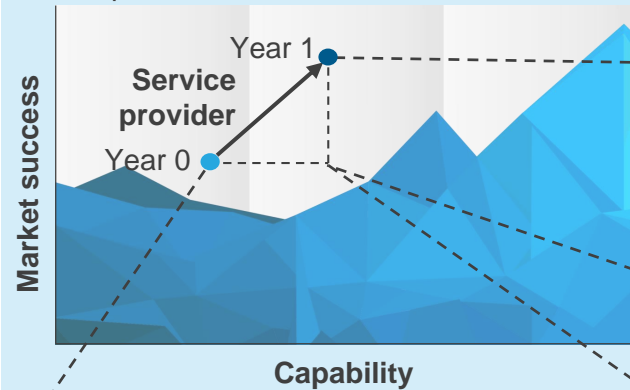 Year 1
Service
provider
Year 0
Market success
Capability